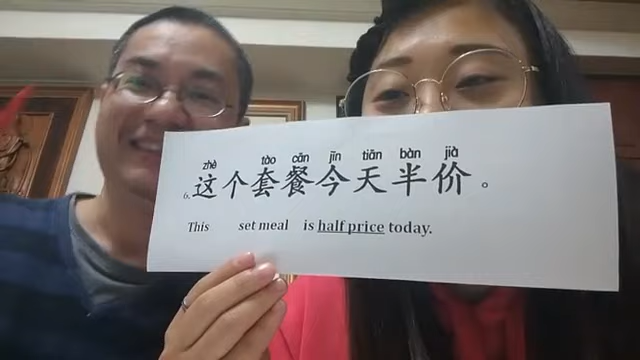 zhè tào cān jīn tiān bàn jià
6. 这个套餐今天半价。
This set meal is half price today.